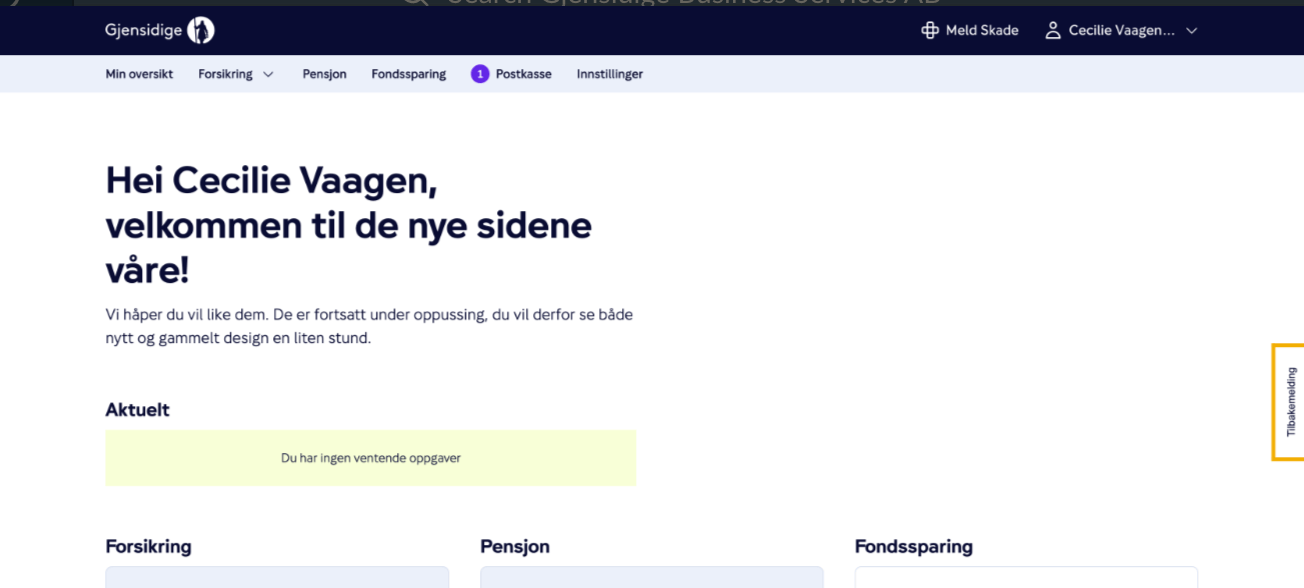 Search Gjensidige Business Services AB
Gjensidige
Meld Skade
Cecilie Vaagen...
Min oversikt
Forsikring
Pensjon
Fondssparing
1 Postkasse
Innstillinger
Hei Cecilie Vaagen,
velkommen til de nye sidene
våre!
Vi håper du vil like dem. De er fortsatt under oppussing, du vil derfor se både
nytt og gammelt design en liten stund.
Aktuelt
Du har ingen ventende oppgaver
Tilbakemelding
Forsikring
Pensjon
Fondssparing